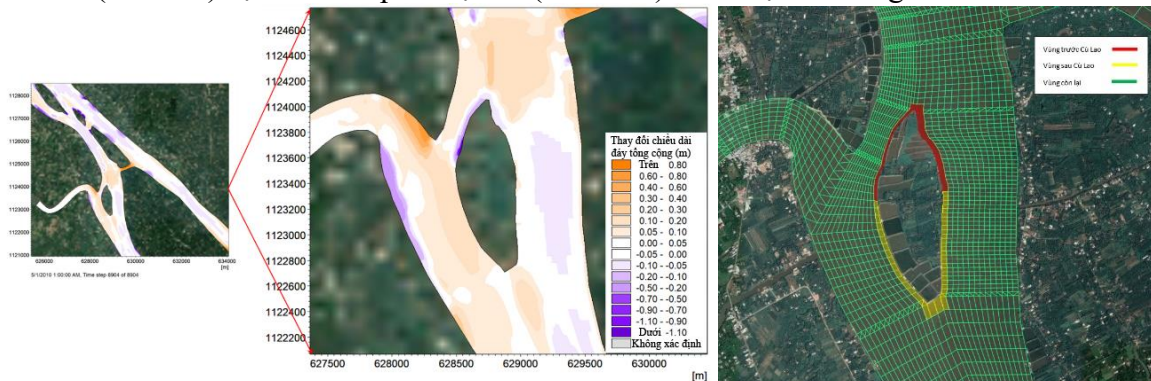 1128000
1127000
1126000
1125000
1124000
1123000
1122000
1121000
626000 628000 630000 632000 634000
[m]
8/1/2010 1:00:00 AM, Time step 8904 of 8904
1124600
1124400
1124200
1124000
1123800
1123600
1123400
1123200
1123000
1122800
1122600
1122400
1122200
627500 628000 628500 629000 629500
[m]
Thay đổi chiều dài
đáy tổng cộng (m)
Trên 0.80
0.60 - 0.80
0.40 - 0.60
0.30 - 0.40
0.20 - 0.30
0.10 - 0.20
0.05 - 0.10
0.00 - 0.05
-0.05 - 0.00
-0.10 - -0.05
-0.20 - -0.10
-0.50 - -0.20
-0.70 - -0.50
-0.90 - -0.70
-1.10 - -0.90
Dưới -1.10
Không xác định
Vùng trước Cù Lao
Vùng sau Cù Lao
Vùng còn lại